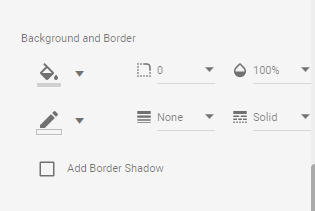 Background and Border
0 100%
None Solid
Add Border Shadow